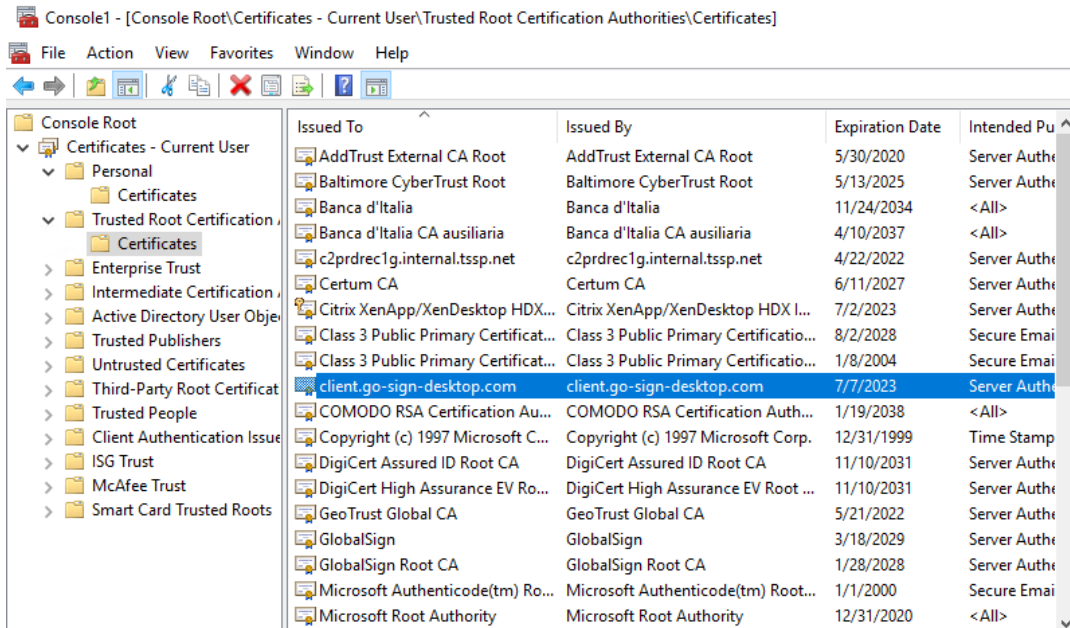 Console1 - [Console Root\Certificates - Current User\Trusted Root Certification Authorities\Certificates]
File Action View Favorites Window Help
Console Root
Certificates - Current User
Personal
Certificates
Trusted Root Certification
Certificates
Enterprise Trust
Intermediate Certification
Active Directory User Obje
Trusted Publishers
Untrusted Certificates
Third-Party Root Certificat
Trusted People
Client Authentication Issue
ISG Trust
McAfee Trust
Smart Card Trusted Roots
Issued To Issued By Expiration Date Intended Pu
AddTrust External CA Root AddTrust External CA Root 5/30/2020 Server Authe
Baltimore CyberTrust Root Baltimore CyberTrust Root 5/13/2025 Server Authe
Banca d'Italia Banca d'Italia 11/24/2034 <All>
Banca d'Italia CA ausiliaria Banca d'Italia CA ausiliaria 4/10/2037 <All>
c2prdrec1g.internal.tssp.net c2prdrec1g.internal.tssp.net 4/22/2022 Server Authe
Certum CA Certum CA 6/11/2027 Server Authe
Citrix XenApp/XenDesktop HDX... Citrix XenApp/XenDesktop HDX I... 7/2/2023 Server Authe
Class 3 Public Primary Certificat... Class 3 Public Primary Certificatio... 8/2/2028 Secure Emai
Class 3 Public Primary Certificat... Class 3 Public Primary Certificatio... 1/8/2004 Secure Emai
client.go-sign-desktop.com client.go-sign-desktop.com 7/7/2023 Server Authe
COMODO RSA Certification Au... COMODO RSA Certification Auth... 1/19/2038 <All>
Copyright (c) 1997 Microsoft C... Copyright (c) 1997 Microsoft Corp. 12/31/1999 Time Stamp
DigiCert Assured ID Root CA DigiCert Assured ID Root CA 11/10/2031 Server Authe
DigiCert High Assurance EV Ro... DigiCert High Assurance EV Root ... 11/10/2031 Server Authe
GeoTrust Global CA GeoTrust Global CA 5/21/2022 Server Authe
GlobalSign GlobalSign 3/18/2029 Server Authe
GlobalSign Root CA GlobalSign Root CA 1/28/2028 Server Authe
Microsoft Authenticode(tm) Ro... Microsoft Authenticode(tm) Root... 1/1/2000 Secure Emai
Microsoft Root Authority Microsoft Root Authority 12/31/2020 <All>